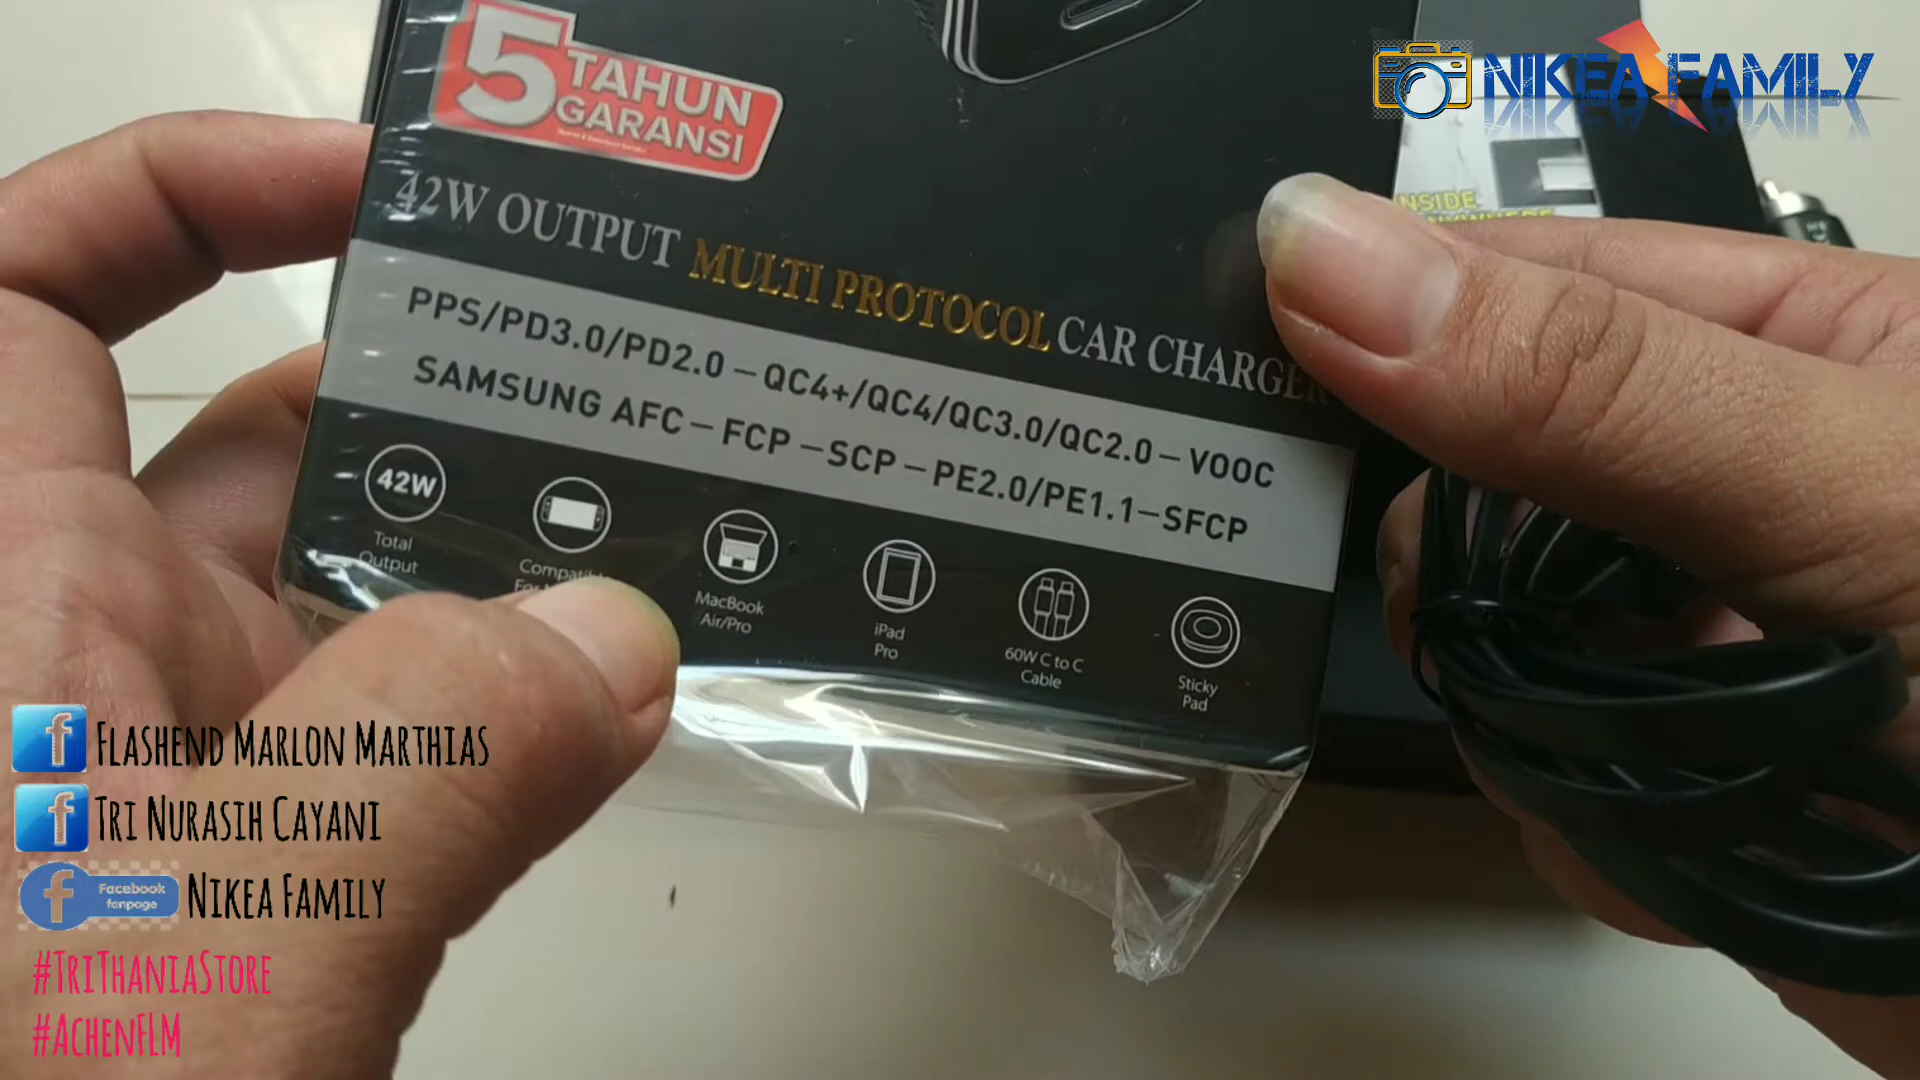 NIKEA FAMILY
5 TAHUN
GARANSI
NSIDE
42W OUTPUT MULTI PROTOCOL CAR CHARGER
PPS/PD3.0/PD2.0 – QC4+/QC4/QC3.0/QC2.0 – VOOC
SAMSUNG AFC – FCP – SCP – PE2.0/PE1.1 – SFCP
42W
Total
Output
MacBook
Air/Pro
iPad
Pro
60W C to C
Cable
Sticky
Pad
Flashend Marlon Marthias
Tri Nurasih Cayani
Facebook
fanpage
Nikea Family
#TriThaniaStore
#AchenFLM